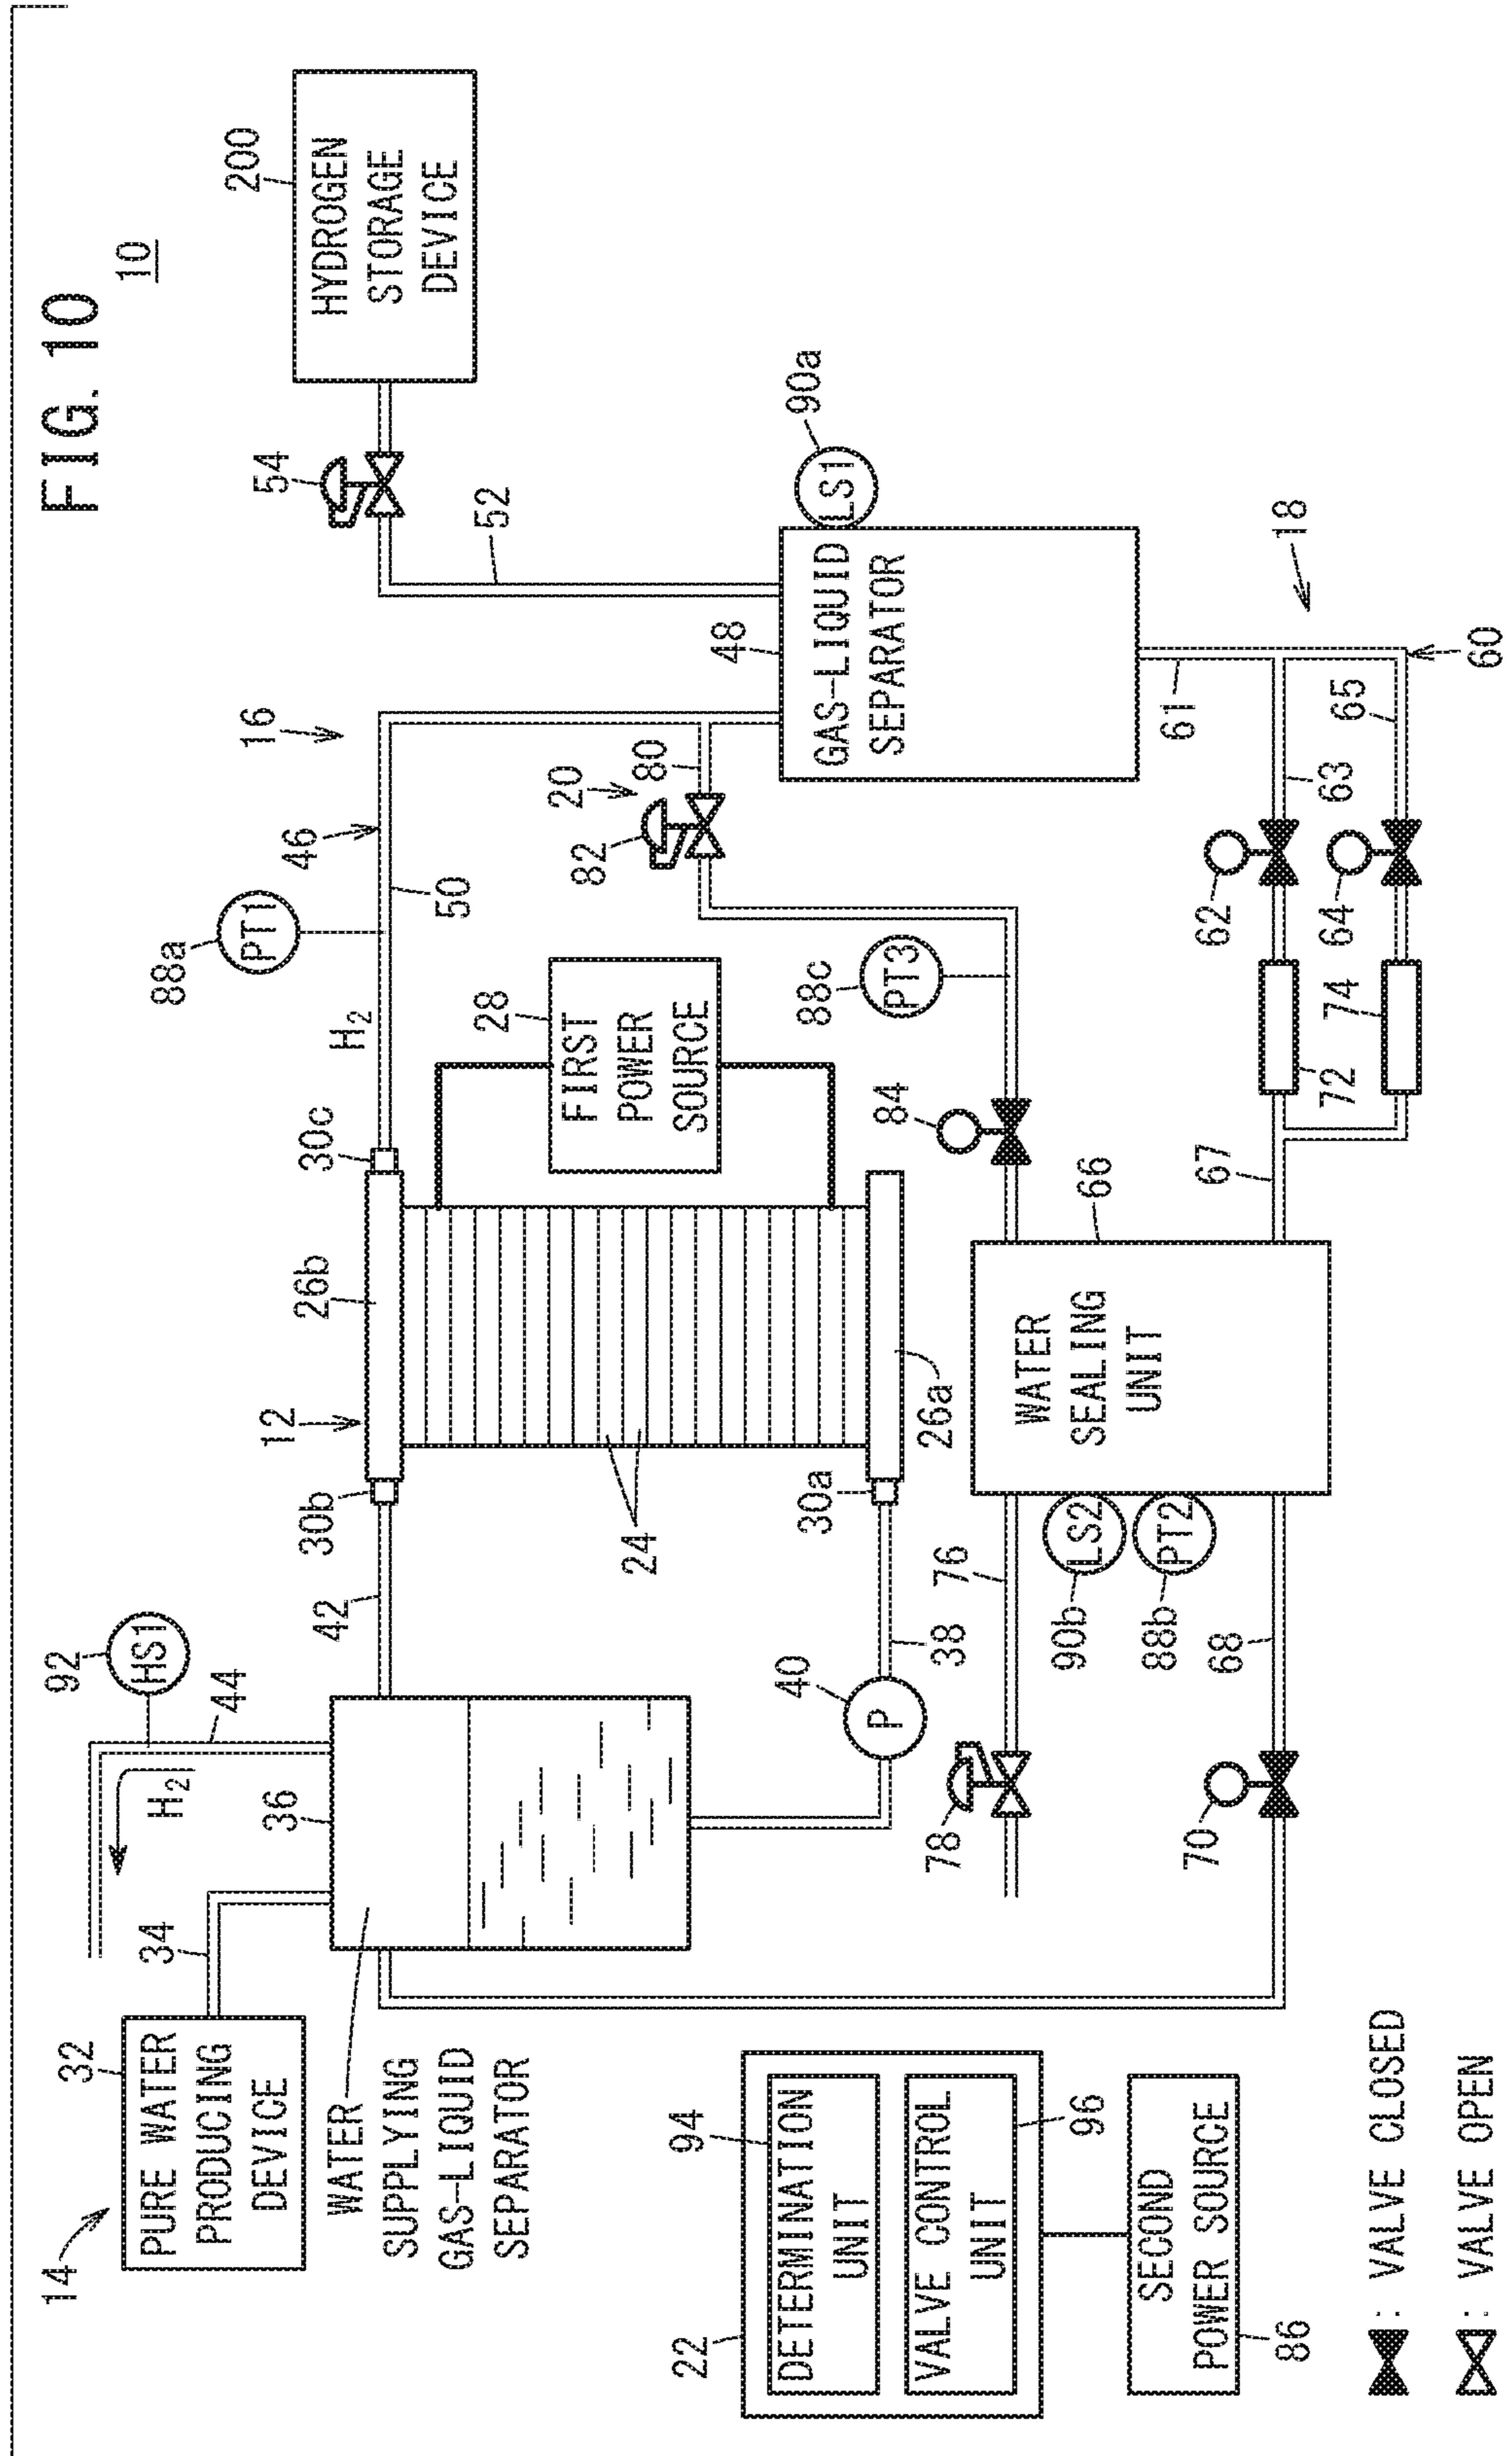 FIG. 10
10
14
32
PURE WATER
PRODUCING
DEVICE
34
H2
44
92
HS1
36
WATER
SUPPLYING
GAS-LIQUID
SEPARATOR
42
30b
12
26b
30c
H2
88a
PT1
46
50
16
54
52
200
HYDROGEN
STORAGE
DEVICE
24
28
FIRST
POWER
SOURCE
20
82
80
48
GAS-LIQUID
SEPARATOR
LS1
90a
40
P
38
30a
26a
88c
PT3
84
78
76
LS2
90b
PT2
88b
WATER
SEALING
UNIT
66
61
18
70
68
67
72
62
63
74
64
65
60
22
94
DETERMINATION
UNIT
VALVE CONTROL
UNIT
96
SECOND
POWER SOURCE
86
: VALVE CLOSED
: VALVE OPEN